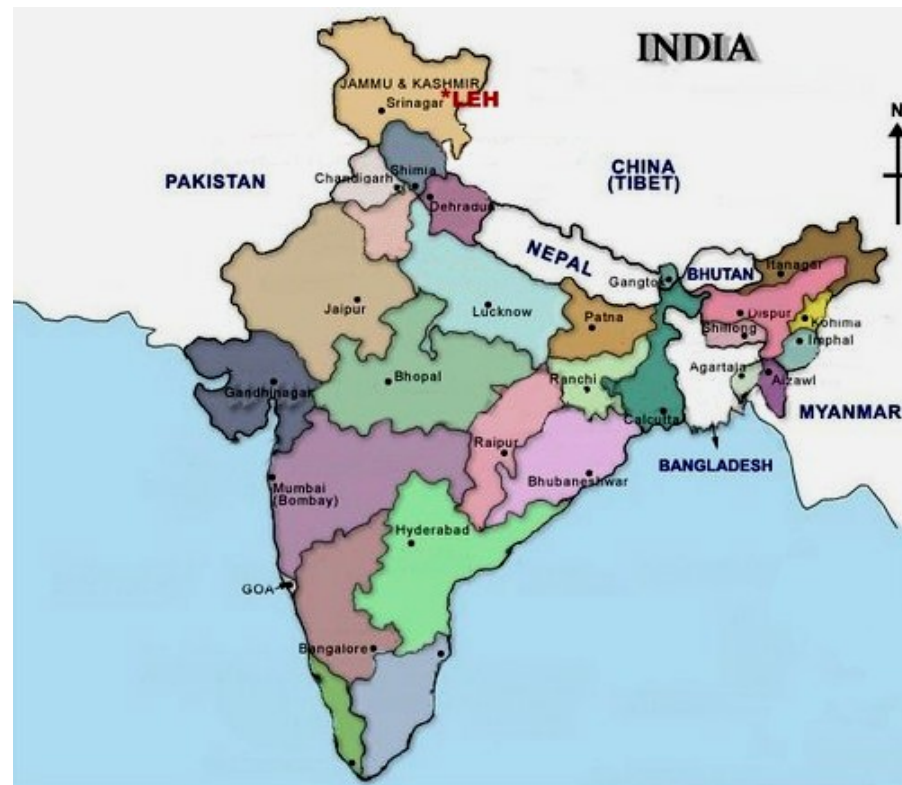 INDIA
JAMMU & KASHMIR
Srinagar
*LEH
N
PAKISTAN
CHINA
(TIBET)
Chandigarh
Shimla
Dehradun
NEPAL
Gangtok
BHUTAN
Itanagar
Jaipur
Lucknow
Patna
Dispur
Kohima
Shillong
Imphal
Gandhinagar
Bhopal
Ranchi
Agartala
Aizawl
Calcutta
MYANMAR
Raipur
BANGLADESH
Mumbai
(Bombay)
Bhubaneshwar
Hyderabad
GOA
Bangalore